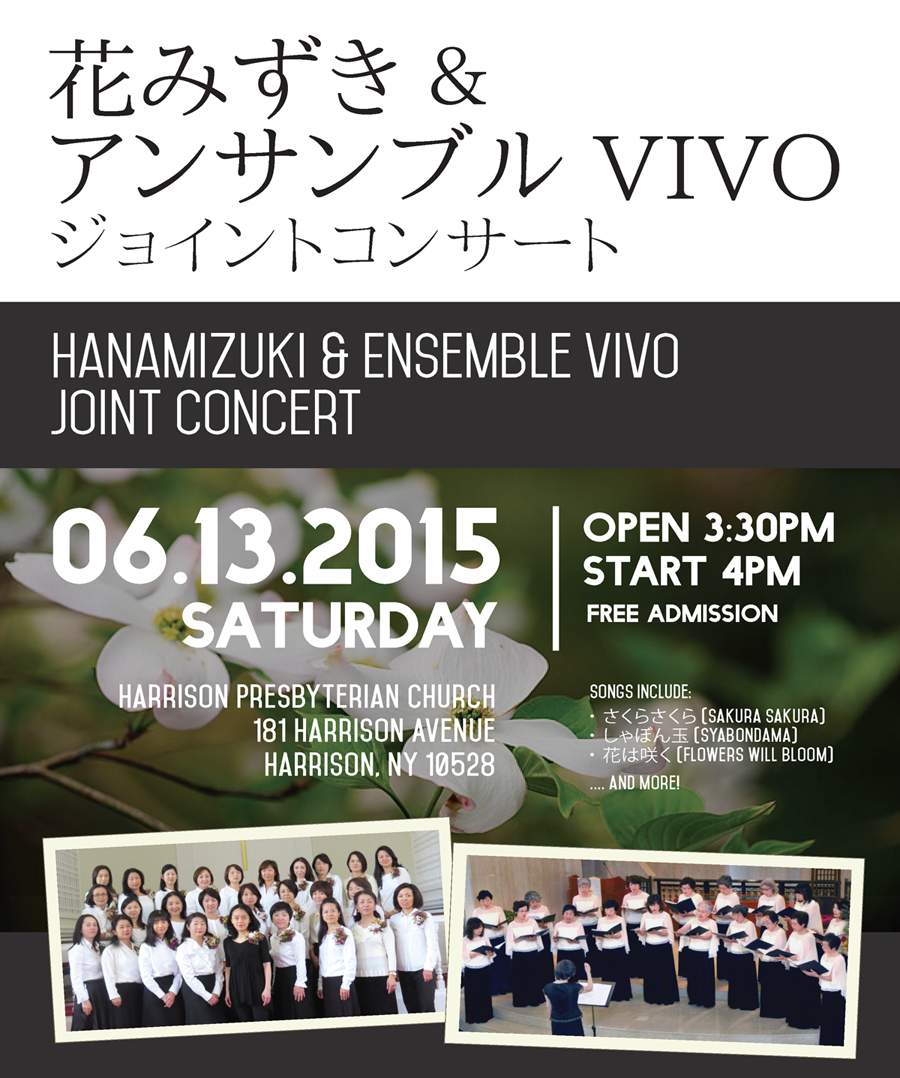 花みずき &
アンサンブル VIVO
ジョイントコンサート
HANAMIZUKI & ENSEMBLE VIVO
JOINT CONCERT
06.13.2015
SATURDAY
OPEN 3:30PM
START 4PM
FREE ADMISSION
HARRISON PRESBYTERIAN CHURCH
181 HARRISON AVENUE
HARRISON, NY 10528
SONGS INCLUDE:
• さくらさくら (SAKURA SAKURA)
• しゃぼん玉 (SYABONDAMA)
• 花は咲く (FLOWERS WILL BLOOM)
.... AND MORE!